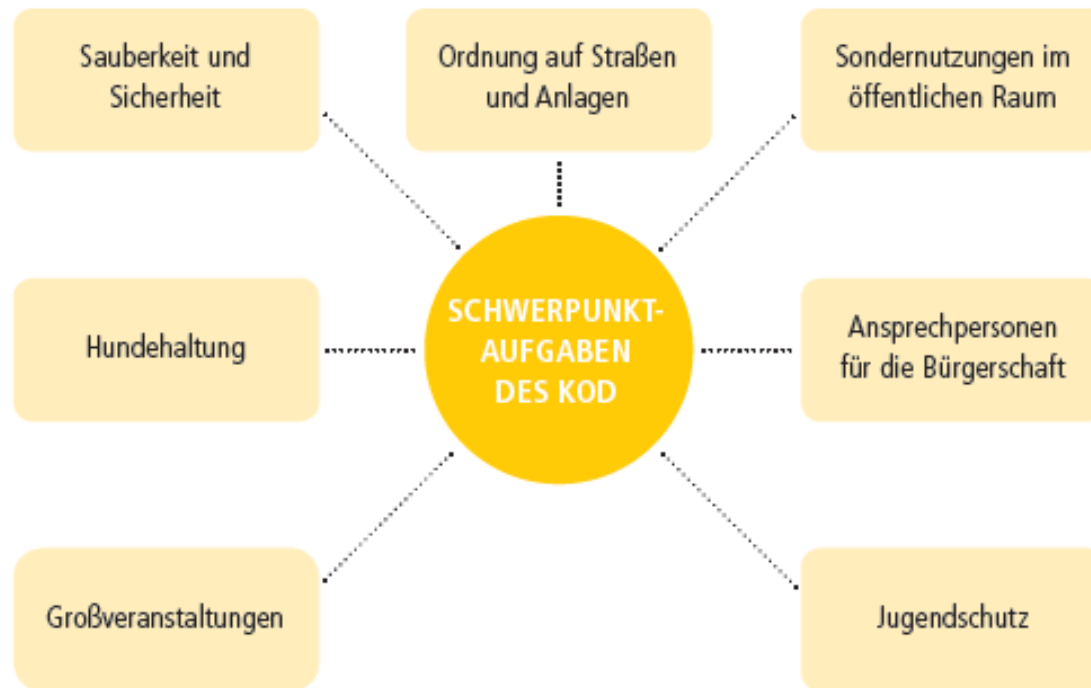 Sauberkeit und
Sicherheit
Ordnung auf Straßen
und Anlagen
Sondernutzungen im
öffentlichen Raum
Hundehaltung
SCHWERPUNKT-
AUFGABEN
DES KOD
Ansprechpersonen
für die Bürgerschaft
Großveranstaltungen
Jugendschutz